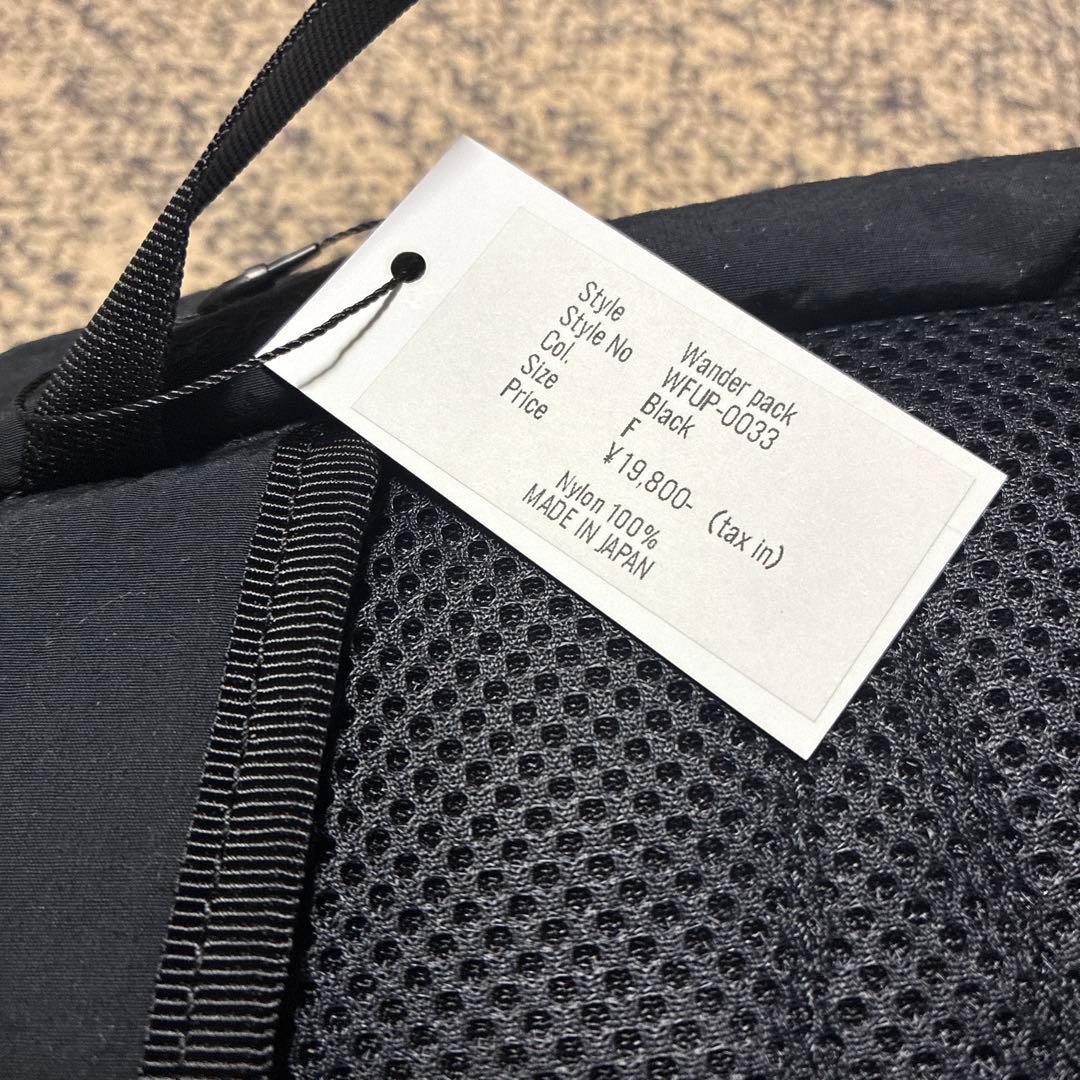 Style Wander pack
Style No WFUP-0033
Col. Black
Size F
Price ¥19,800- (tax in)
Nylon 100%
MADE IN JAPAN